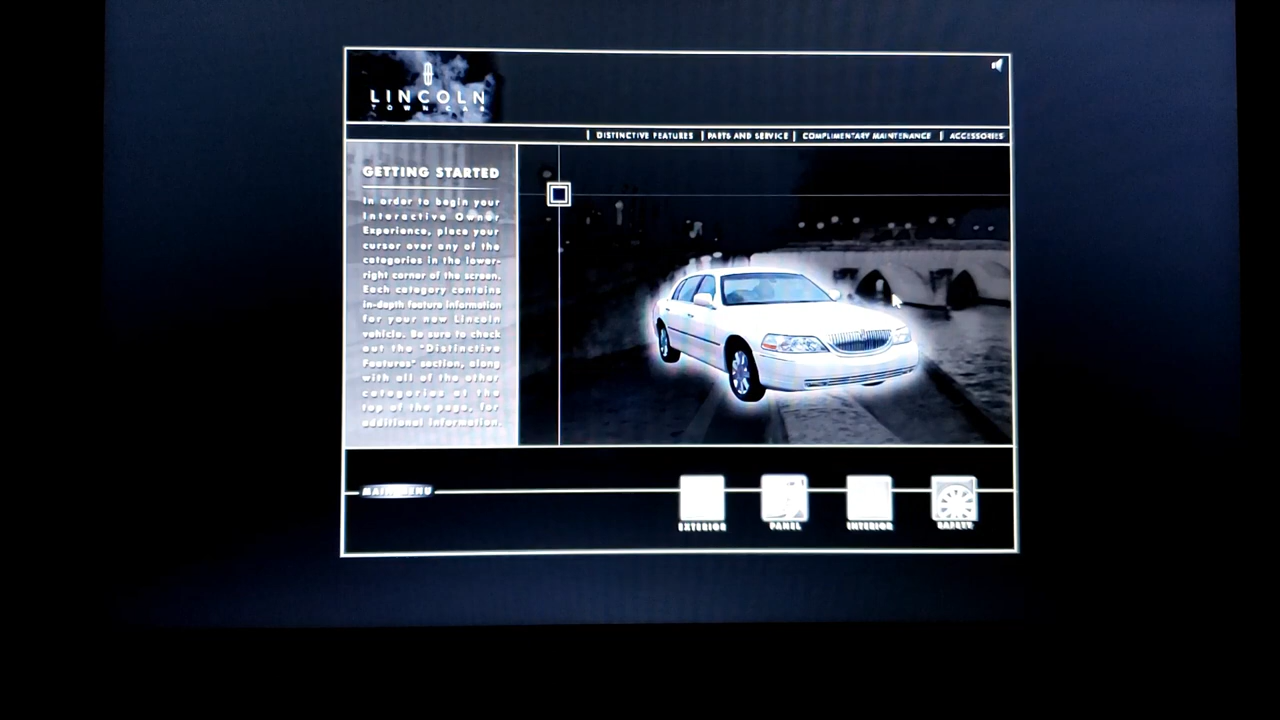 LINCOLN
TOWN CAR
DISTINCTIVE FEATURES
PARTS AND SERVICE
COMPLIMENTARY MAINTENANCE
ACCESSORIES
GETTING STARTED
In order to begin your
Interactive Owner
Experience, place your
cursor over any of the
categories in the lower-
right corner of the screen.
Each category contains
in-depth feature information
for your new Lincoln
vehicle. Be sure to check
out the "Distinctive
Features" section, along
with all of the other
categories at the
top of the page, for
additional information.
MAIN MENU
EXTERIOR
PANEL
INTERIOR
SAFETY